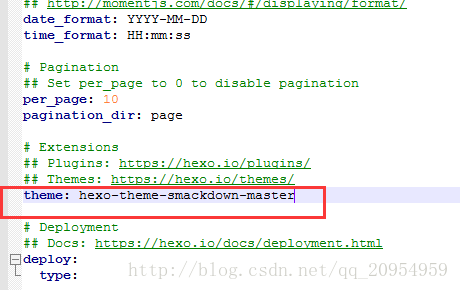 ## http://momentjs.com/docs/#/displaying/format/
date_format: YYYY-MM-DD
time_format: HH:mm:ss
# Pagination
## Set per_page to 0 to disable pagination
per_page: 10
pagination_dir: page
# Extensions
## Plugins: https://hexo.io/plugins/
## Themes: https://hexo.io/themes/
theme: hexo-theme-smackdown-master
# Deployment
## Docs: https://hexo.io/docs/deployment.html
deploy:
type:
http://blog.csdn.net/qq_20954959